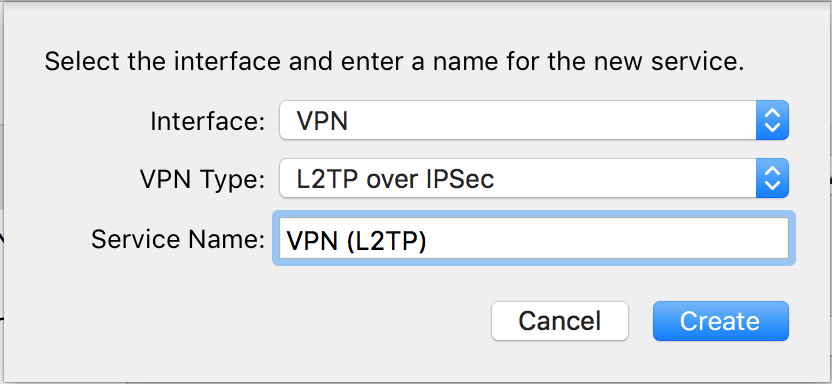 Select the interface and enter a name for the new service.
Interface: VPN
VPN Type: L2TP over IPSec
Service Name: VPN (L2TP)
Cancel Create